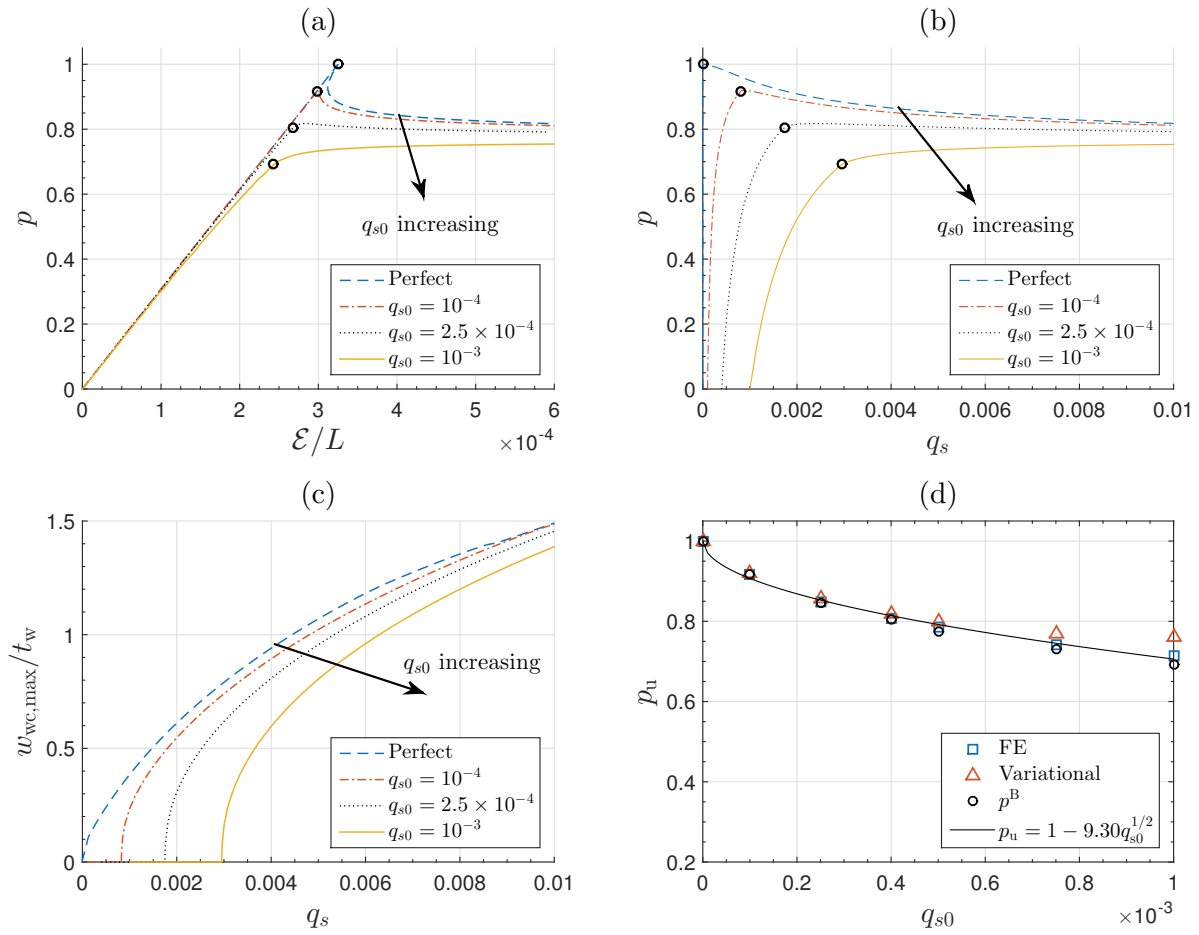 (a)
p
1
0.8
0.6
0.4
0.2
0
0 1 2 3 4 5 6
×10⁻⁴
ℰ/L
q_{s0} increasing
Perfect
q_{s0} = 10⁻⁴
q_{s0} = 2.5 × 10⁻⁴
q_{s0} = 10⁻³
(b)
p
1
0.8
0.6
0.4
0.2
0
0 0.002 0.004 0.006 0.008 0.01
q_s
q_{s0} increasing
Perfect
q_{s0} = 10⁻⁴
q_{s0} = 2.5 × 10⁻⁴
q_{s0} = 10⁻³
(c)
w_{wc,max}/t_w
1.5
1
0.5
0
0 0.002 0.004 0.006 0.008 0.01
q_s
q_{s0} increasing
Perfect
q_{s0} = 10⁻⁴
q_{s0} = 2.5 × 10⁻⁴
q_{s0} = 10⁻³
(d)
p_u
1
0.8
0.6
0.4
0.2
0 0.2 0.4 0.6 0.8 1
×10⁻³
q_{s0}
FE
Variational
p^B
p_u = 1 − 9.30q_{s0}^{1/2}